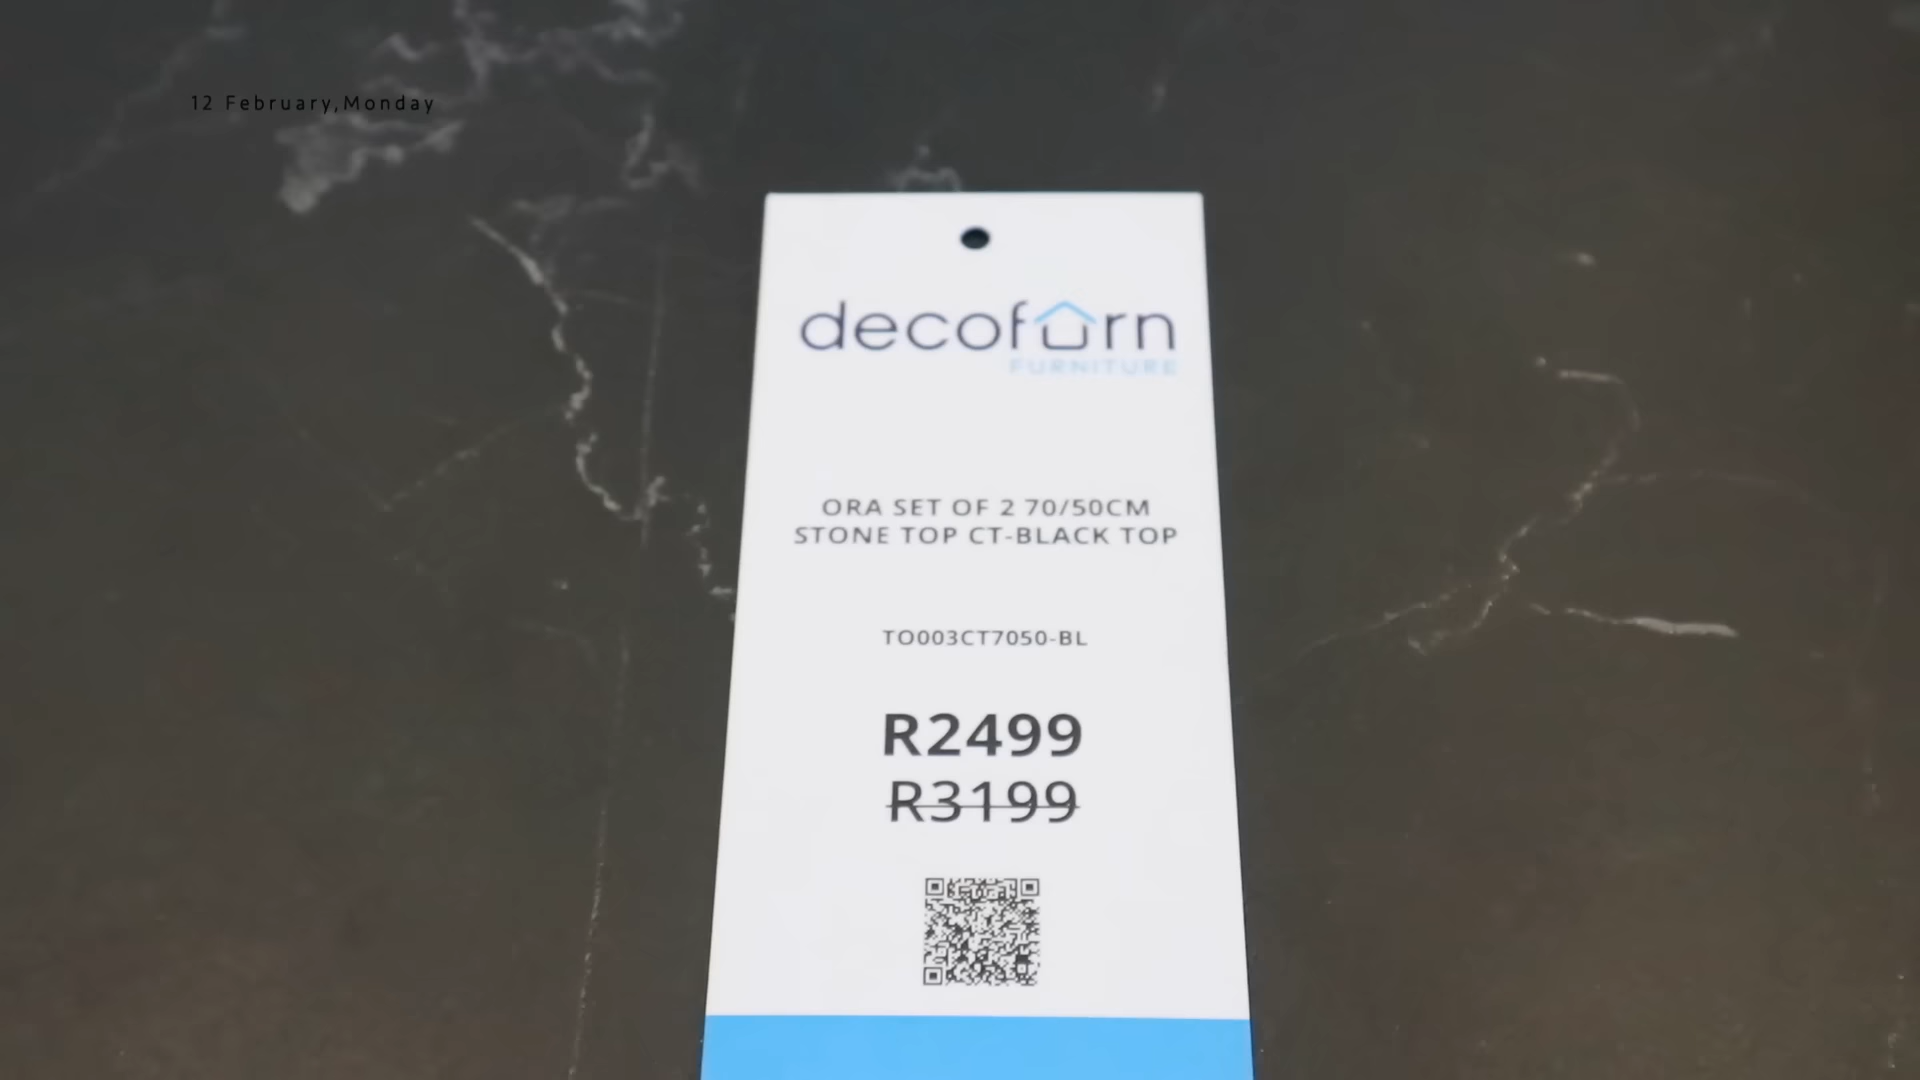 12 February,Monday
decofurn
FURNITURE
ORA SET OF 2 70/50CM
STONE TOP CT-BLACK TOP
TO003CT7050-BL
R2499
R3199